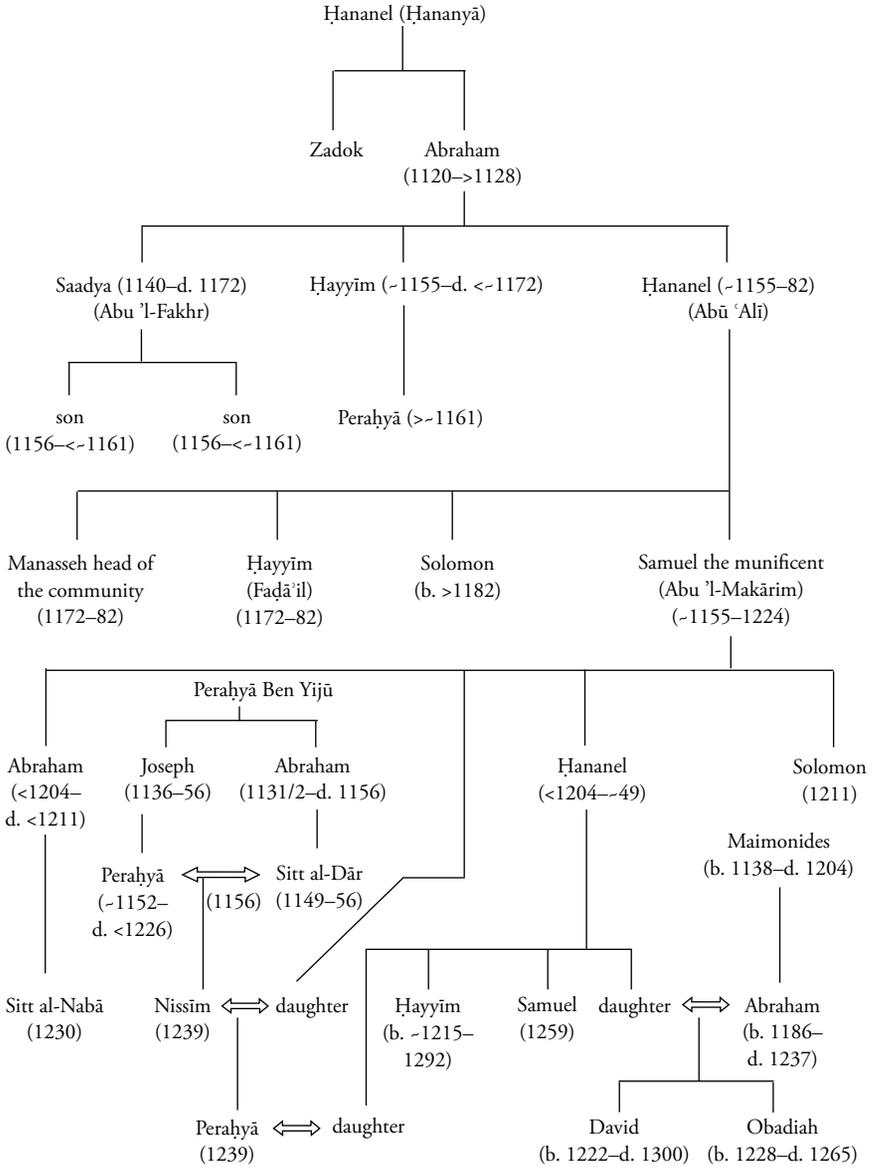 Ḥananel (Ḥananyā)
Zadok
Abraham
(1120–>1128)
Saadya (1140–d. 1172)
(Abu ’l-Fakhr)
Ḥayyīm (~1155–d. <~1172)
Ḥananel (~1155–82)
(Abū ʿAlī)
son
(1156–<~1161)
son
(1156–<~1161)
Peraḥyā (>~1161)
Manasseh head of
the community
(1172–82)
Ḥayyīm
(Faḍāʾil)
(1172–82)
Solomon
(b. >1182)
Samuel the munificent
(Abu ’l-Makārim)
(~1155–1224)
Peraḥyā Ben Yijū
Abraham
(<1204–
d. <1211)
Joseph
(1136–56)
Abraham
(1131/2–d. 1156)
Ḥananel
(<1204–~49)
Solomon
(1211)
Maimonides
(b. 1138–d. 1204)
Peraḥyā
(~1152–
d. <1226)
(1156)
Sitt al-Dār
(1149–56)
Sitt al-Nabā
(1230)
Nissīm
(1239)
daughter
Ḥayyīm
(b. ~1215–
1292)
Samuel
(1259)
daughter
Abraham
(b. 1186–
d. 1237)
Peraḥyā
(1239)
daughter
David
(b. 1222–d. 1300)
Obadiah
(b. 1228–d. 1265)